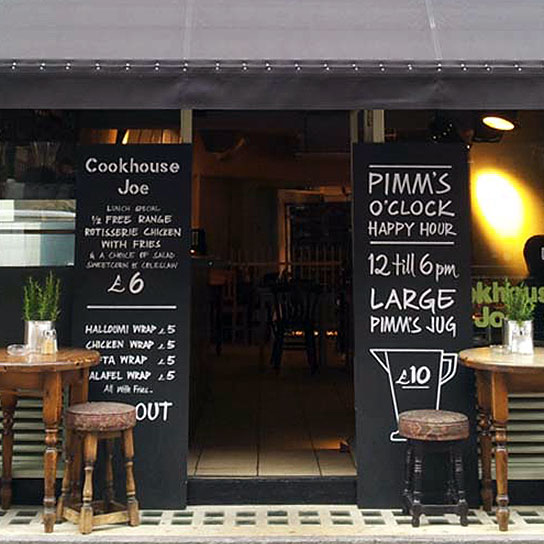 Cookhouse
Joe
LUNCH SPECIAL
½ FREE RANGE
ROTISSERIE CHICKEN
WITH FRIES
& A CHOICE OF SALAD
SWEETCORN & COLESLAW
£6
HALLOUMI WRAP £5
CHICKEN WRAP £5
STA WRAP £5
ALAFEL WRAP £5
All With Fries..
OUT
PIMM'S
O'CLOCK
HAPPY HOUR
12 till 6pm
LARGE
PIMM'S JUG
£10
okhouse
Joe